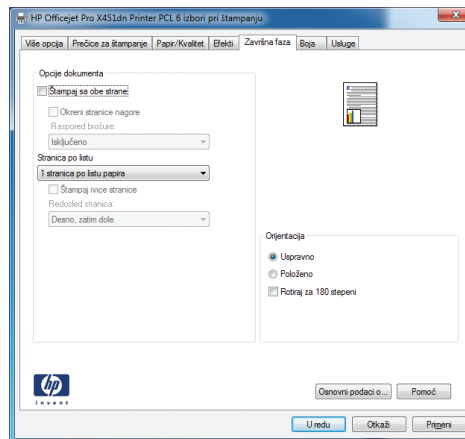 HP Officejet Pro X451dn Printer PCL 6 izbori pri štampanju
Više opcija Prečice za štampanje Papir/Kvalitet Efekti Završna faza Boja Usluge
Opcije dokumenta
Štampaj sa obe strane
Okreni stranice nagore
Raspored brošure:
Isključeno
Stranica po listu
1 stranica po listu papira
Štampaj ivice stranice
Redosled stranica:
Desno, zatim dole
Orijentacija
Uspravno
Položeno
Rotiraj za 180 stepeni
hp
invent
Osnovni podaci o... Pomoć
U redu Otkaži Primeni